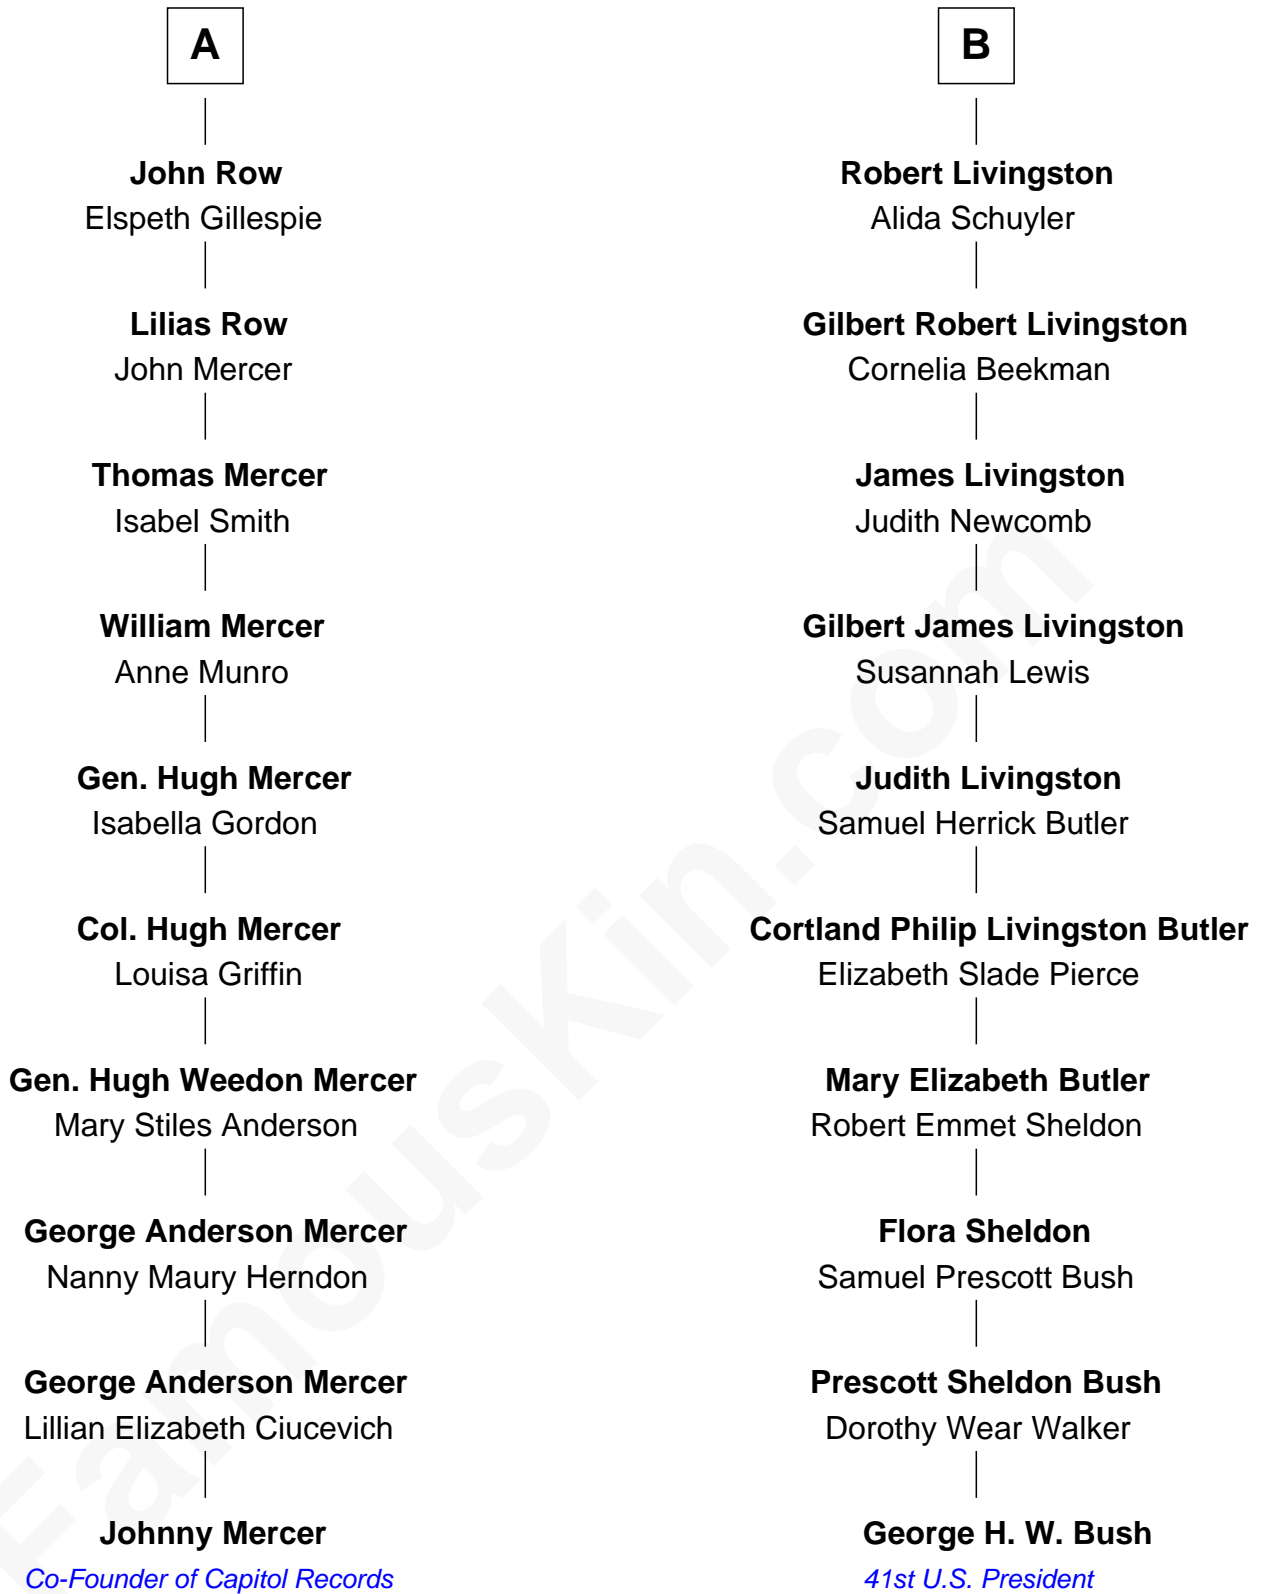 A
John Row
Elspeth Gillespie
Lilias Row
John Mercer
Thomas Mercer
Isabel Smith
William Mercer
Anne Munro
Gen. Hugh Mercer
Isabella Gordon
Col. Hugh Mercer
Louisa Griffin
Gen. Hugh Weedon Mercer
Mary Stiles Anderson
George Anderson Mercer
Nanny Maury Herndon
George Anderson Mercer
Lillian Elizabeth Ciucevich
Johnny Mercer
Co-Founder of Capitol Records
B
Robert Livingston
Alida Schuyler
Gilbert Robert Livingston
Cornelia Beekman
James Livingston
Judith Newcomb
Gilbert James Livingston
Susannah Lewis
Judith Livingston
Samuel Herrick Butler
Cortland Philip Livingston Butler
Elizabeth Slade Pierce
Mary Elizabeth Butler
Robert Emmet Sheldon
Flora Sheldon
Samuel Prescott Bush
Prescott Sheldon Bush
Dorothy Wear Walker
George H. W. Bush
41st U.S. President
FamousKin.com